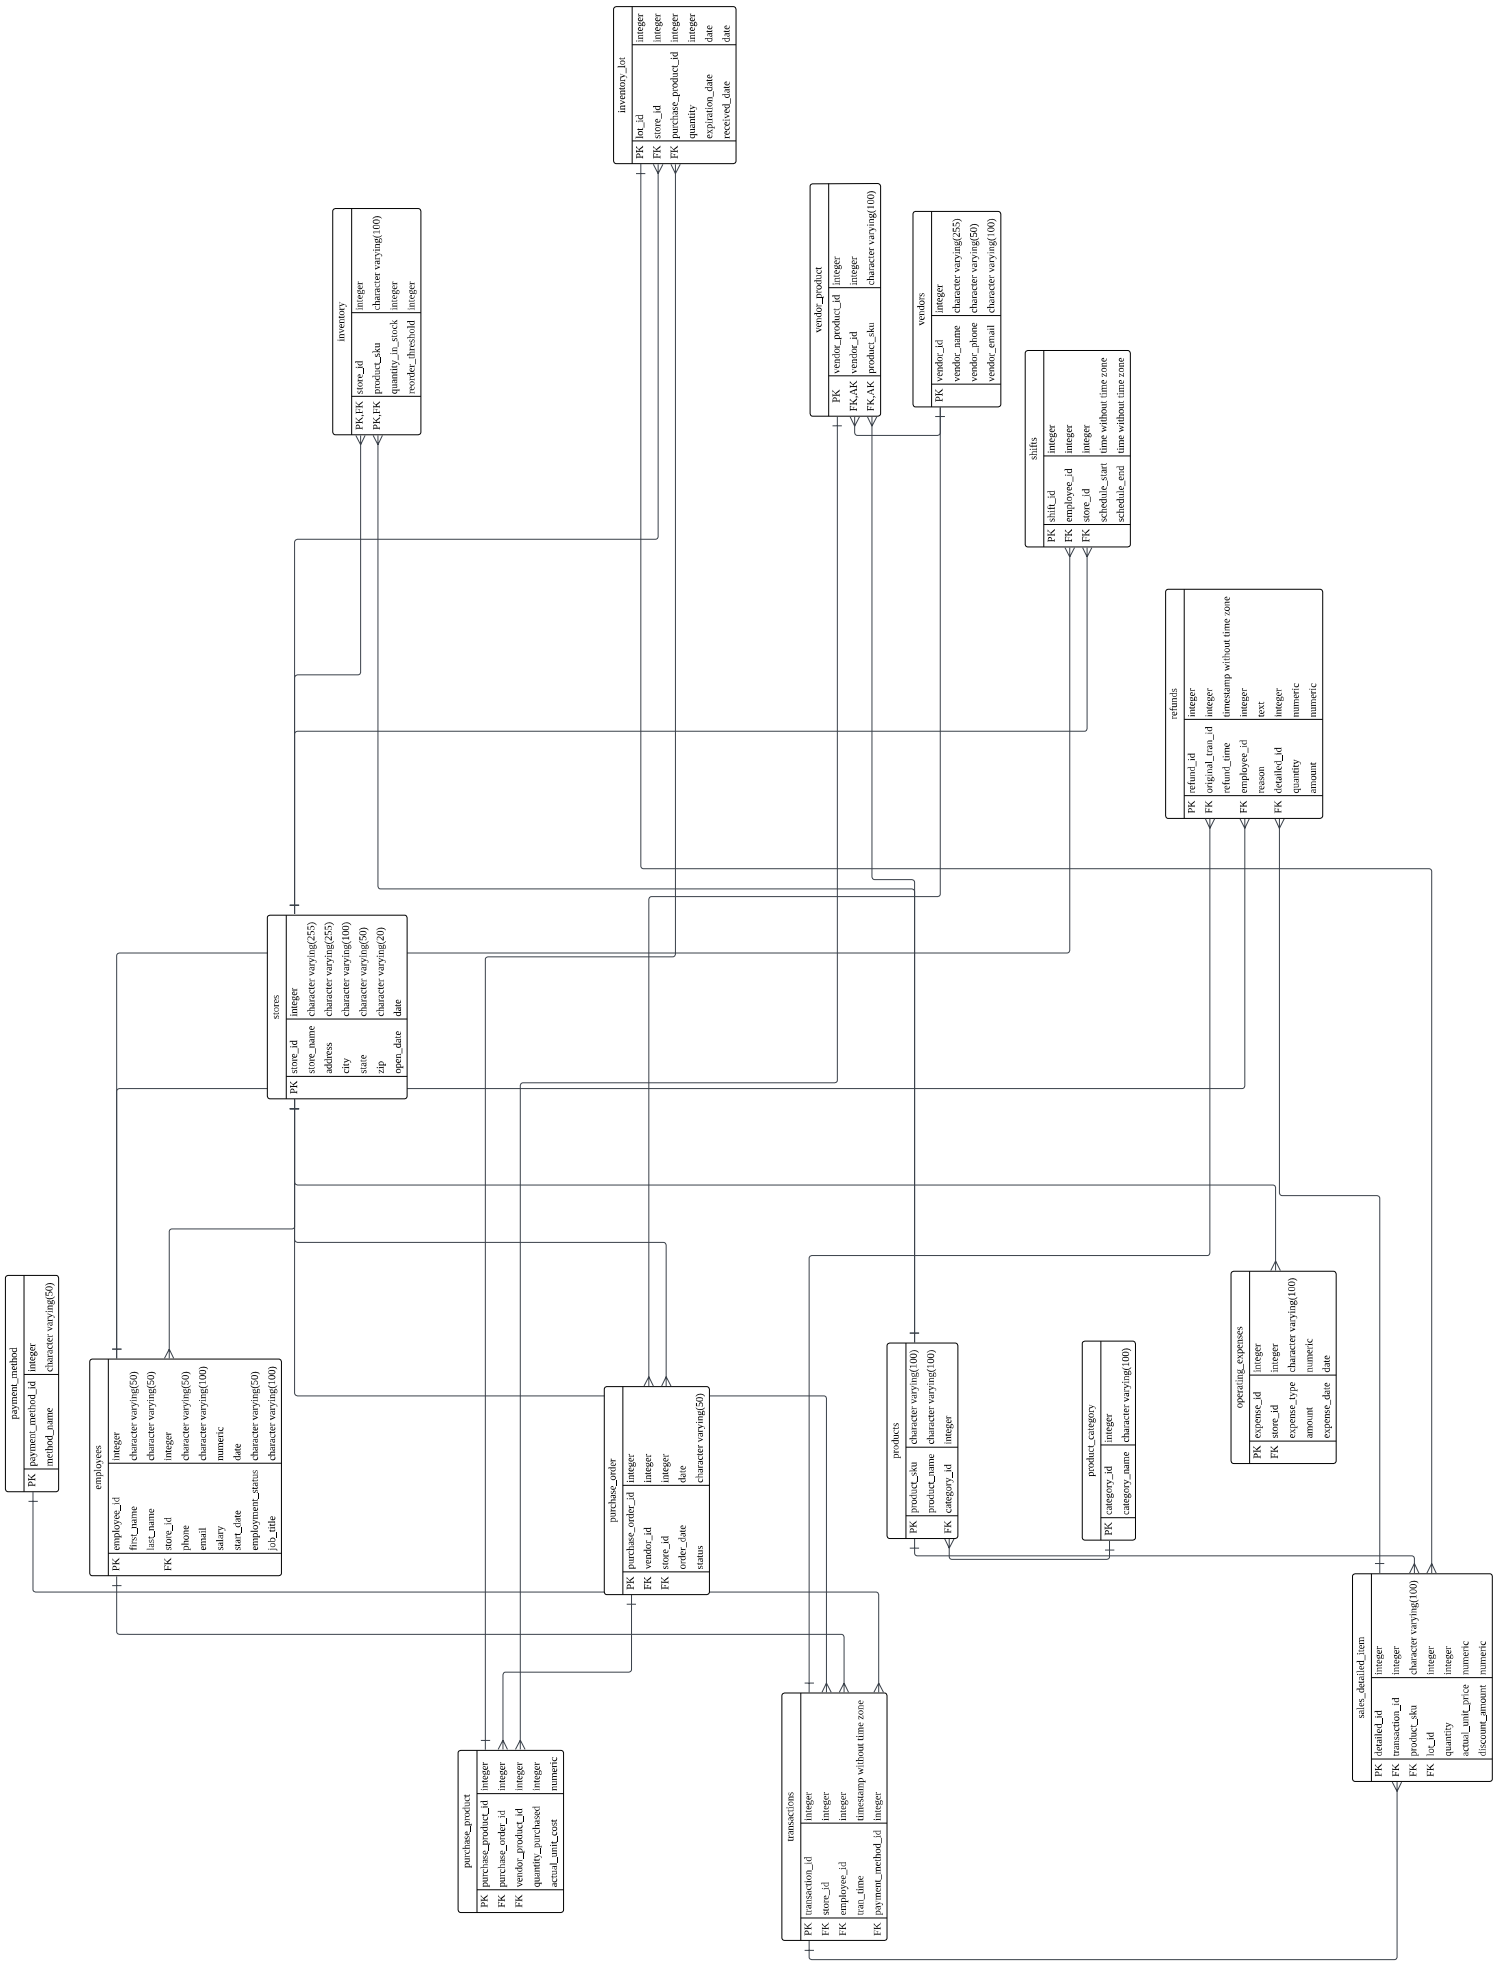 inventory_lot
PK lot_id integer
FK store_id integer
FK purchase_product_id integer
quantity integer
expiration_date date
received_date date
vendor_product
PK vendor_product_id integer
FK,AK vendor_id integer
FK,AK product_sku character varying(100)
inventory
PK,FK store_id integer
PK,FK product_sku character varying(100)
quantity_in_stock integer
reorder_threshold integer
vendors
PK vendor_id integer
vendor_name character varying(255)
vendor_phone character varying(50)
vendor_email character varying(100)
shifts
PK shift_id integer
FK employee_id integer
FK store_id integer
schedule_start time without time zone
schedule_end time without time zone
refunds
PK refund_id integer
FK original_tran_id integer
refund_time timestamp without time zone
FK employee_id integer
reason text
FK detailed_id integer
quantity numeric
amount numeric
stores
PK store_id integer
store_name character varying(255)
address character varying(255)
city character varying(100)
state character varying(50)
zip character varying(20)
open_date date
payment_method
PK payment_method_id integer
method_name character varying(50)
employees
PK employee_id integer
first_name character varying(50)
last_name character varying(50)
FK store_id integer
phone character varying(50)
email character varying(100)
salary numeric
start_date date
employment_status character varying(50)
job_title character varying(100)
purchase_order
PK purchase_order_id integer
FK vendor_id integer
FK store_id integer
order_date date
status character varying(50)
products
PK product_sku character varying(100)
product_name character varying(100)
FK category_id integer
product_category
PK category_id integer
category_name character varying(100)
operating_expenses
PK expense_id integer
FK store_id integer
expense_type character varying(100)
amount numeric
expense_date date
purchase_product
PK purchase_product_id integer
FK purchase_order_id integer
FK vendor_product_id integer
quantity_purchased integer
actual_unit_cost numeric
transactions
PK transaction_id integer
FK store_id integer
FK employee_id integer
tran_time timestamp without time zone
FK payment_method_id integer
sales_detailed_item
PK detailed_id integer
FK transaction_id integer
FK product_sku character varying(100)
FK lot_id integer
quantity integer
actual_unit_price numeric
discount_amount numeric